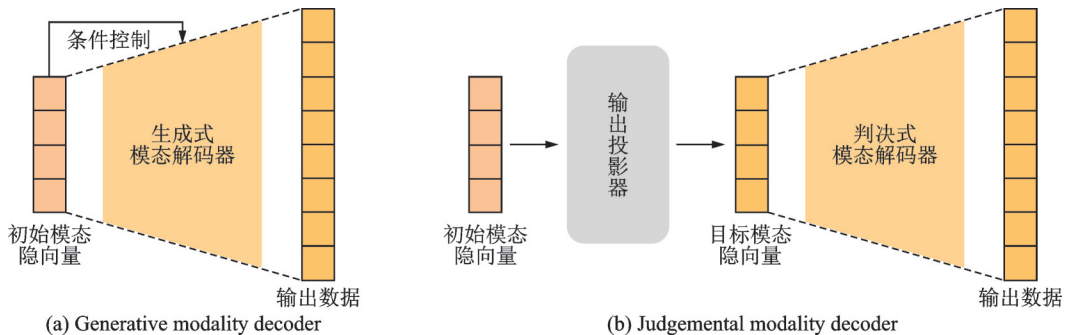 条件控制
生成式
模态解码器
初始模态
隐向量
输出数据
(a) Generative modality decoder
初始模态
隐向量
输出投影器
目标模态
隐向量
判决式
模态解码器
输出数据
(b) Judgemental modality decoder